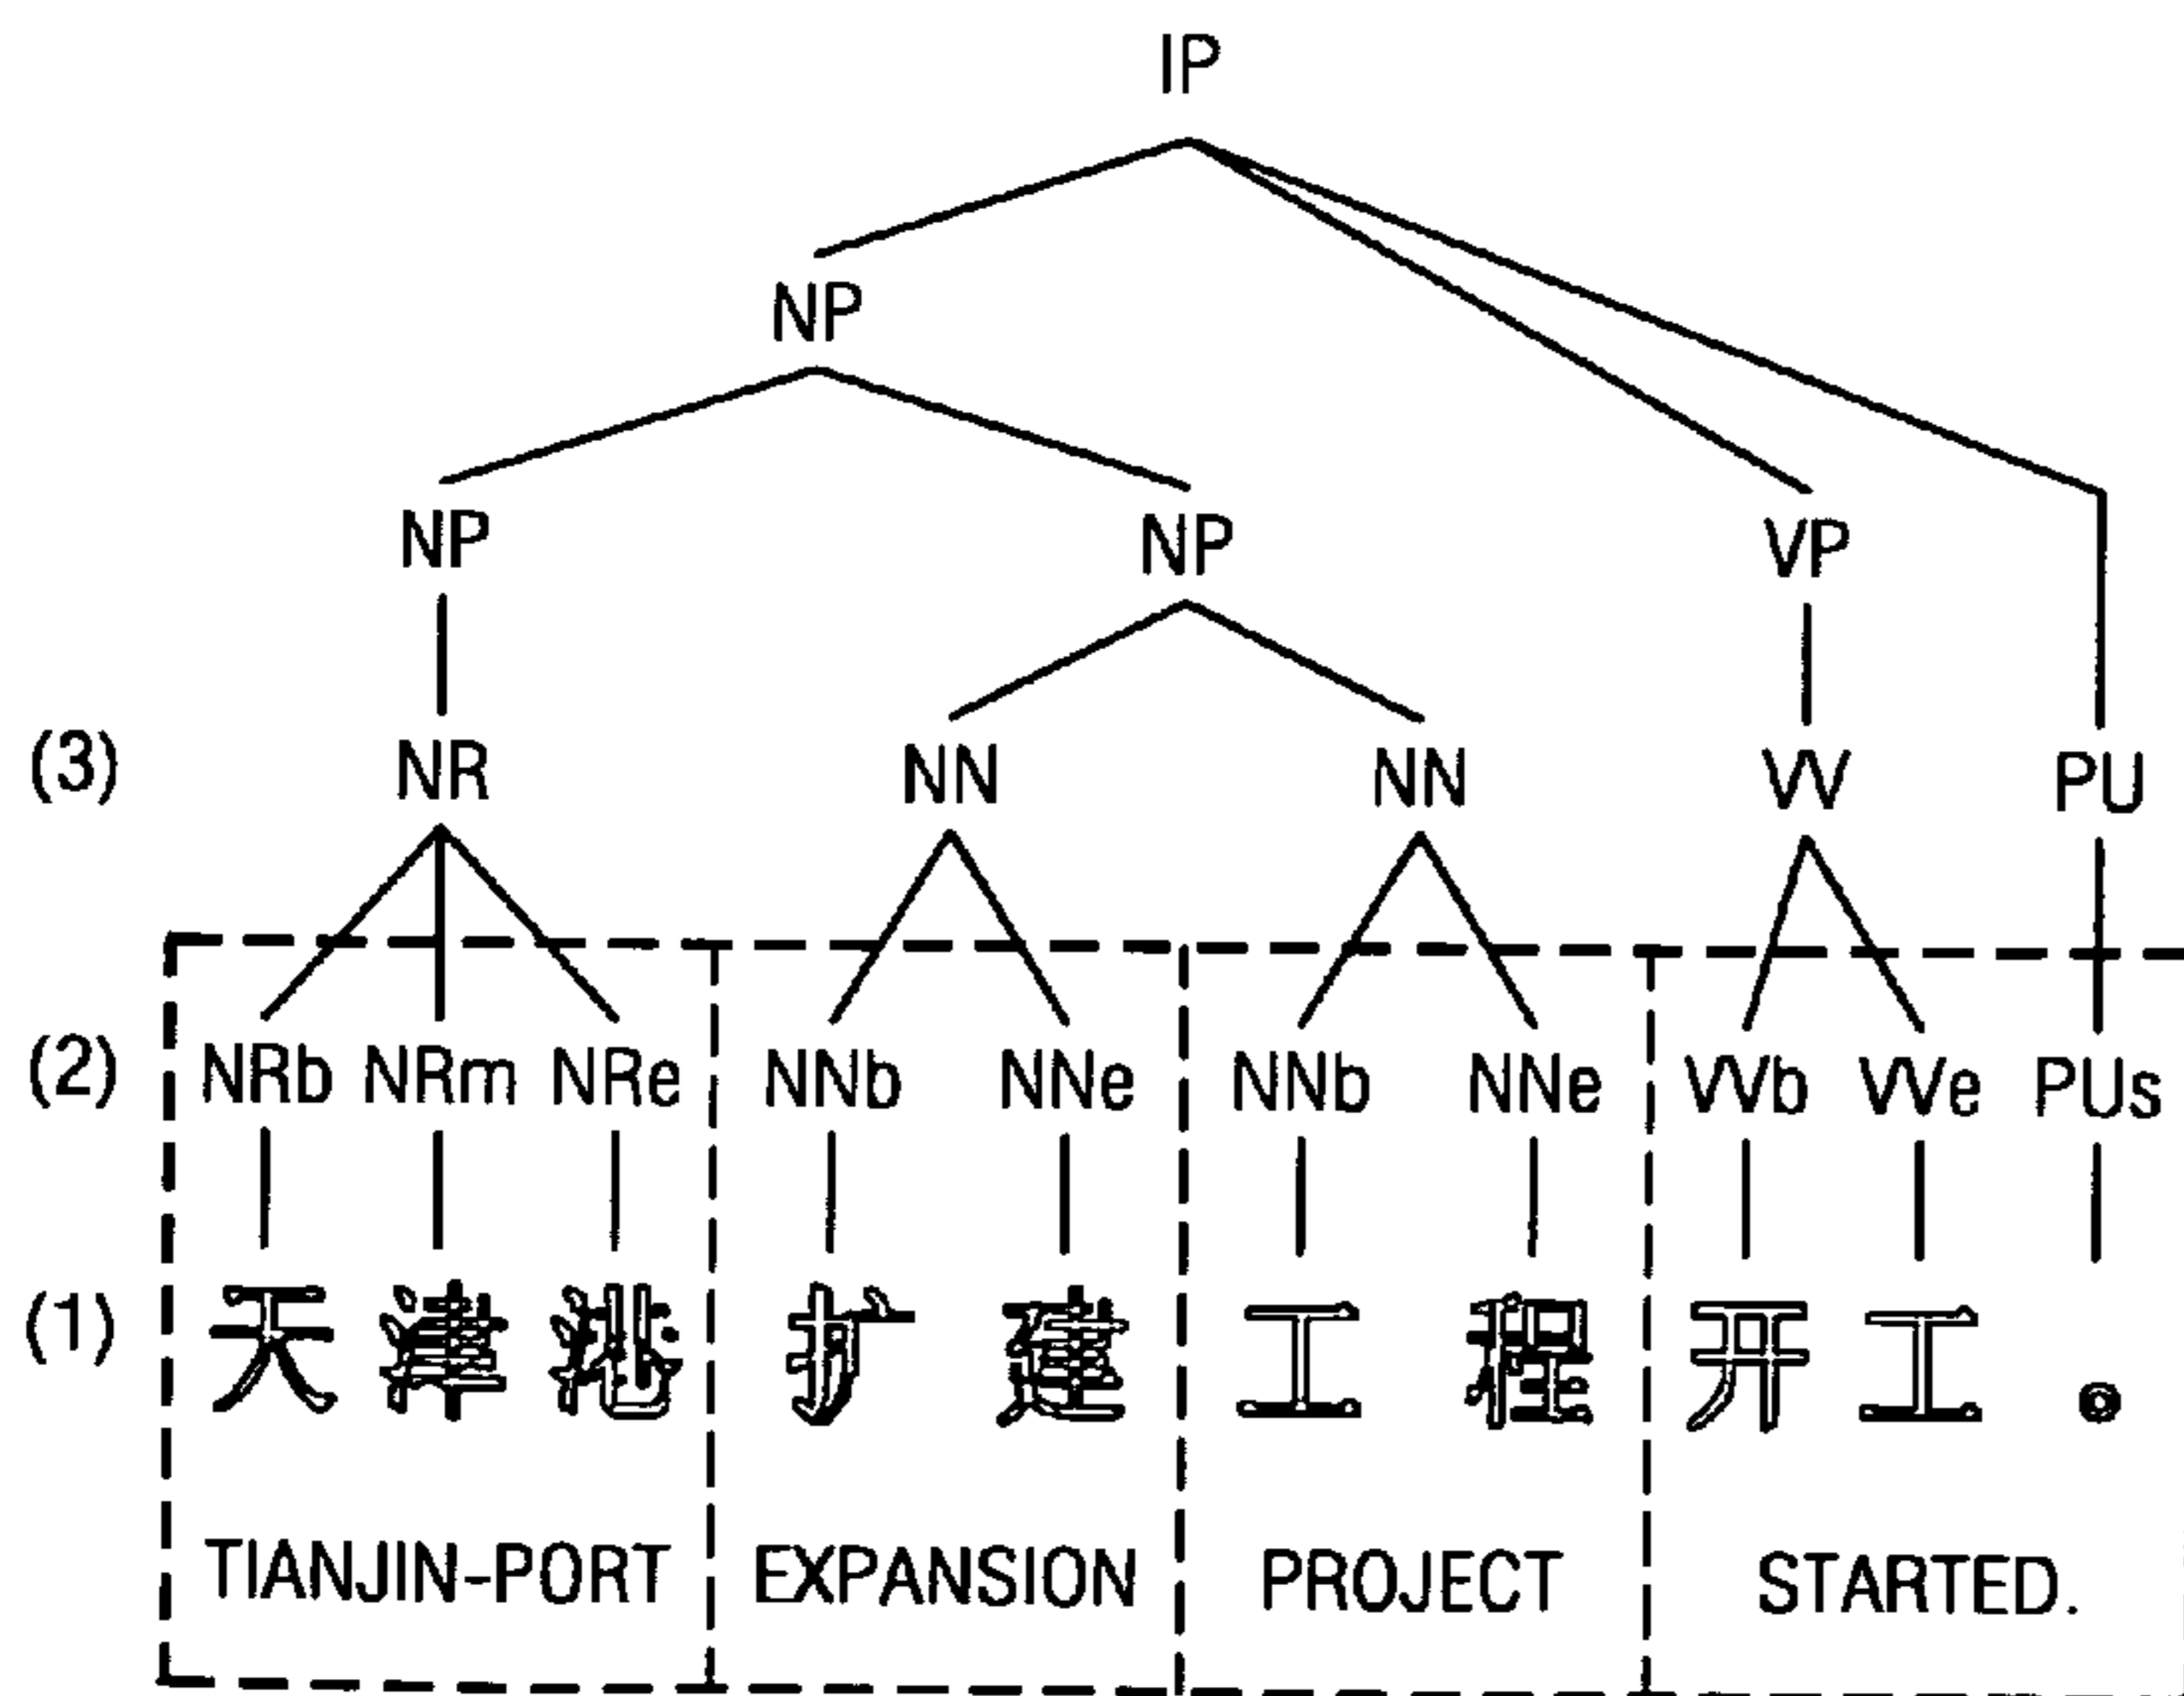 IP
NP
NP NP VP
(3) NR NN NN VV PU
(2) NRb NRm NRe NNb NNe NNb NNe VVb VVe PUs
(1) 天津港扩建工程开工。
TIANJIN-PORT EXPANSION PROJECT STARTED.